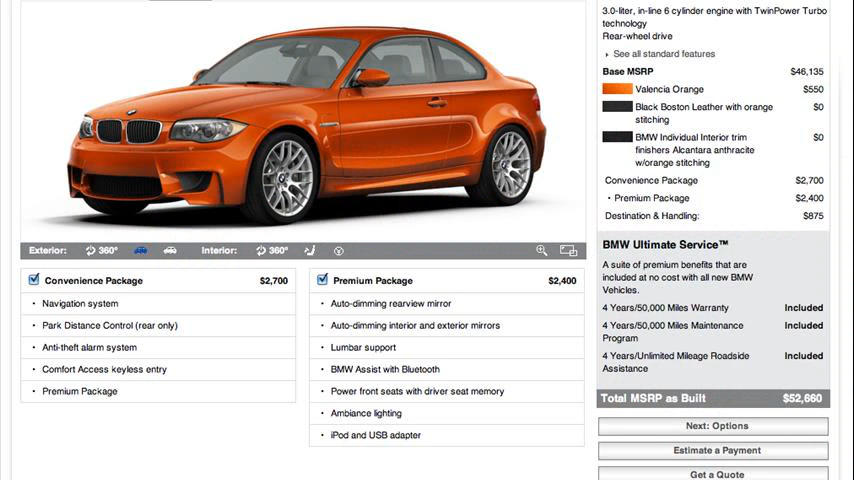 3.0-liter, in-line 6 cylinder engine with TwinPower Turbo
technology
Rear-wheel drive
See all standard features
Base MSRP $46,135
Valencia Orange $550
Black Boston Leather with orange $0
stitching
BMW Individual Interior trim $0
finishers Alcantara anthracite
w/orange stitching
Convenience Package $2,700
• Premium Package $2,400
Destination & Handling: $875
Exterior: 360° Interior: 360°
Convenience Package $2,700
• Navigation system
• Park Distance Control (rear only)
• Anti-theft alarm system
• Comfort Access keyless entry
• Premium Package
Premium Package $2,400
• Auto-dimming rearview mirror
• Auto-dimming interior and exterior mirrors
• Lumbar support
• BMW Assist with Bluetooth
• Power front seats with driver seat memory
• Ambiance lighting
• iPod and USB adapter
BMW Ultimate Service™
A suite of premium benefits that are
included at no cost with all new BMW
Vehicles.
4 Years/50,000 Miles Warranty Included
4 Years/50,000 Miles Maintenance Included
Program
4 Years/Unlimited Mileage Roadside Included
Assistance
Total MSRP as Built $52,660
Next: Options
Estimate a Payment
Get a Quote